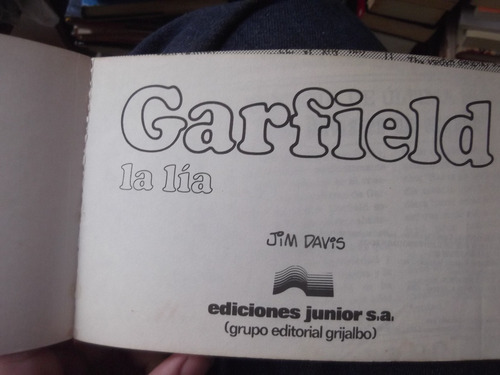 Garfield
la lía
JIM DAVIS
ediciones junior s.a.
(grupo editorial grijalbo)